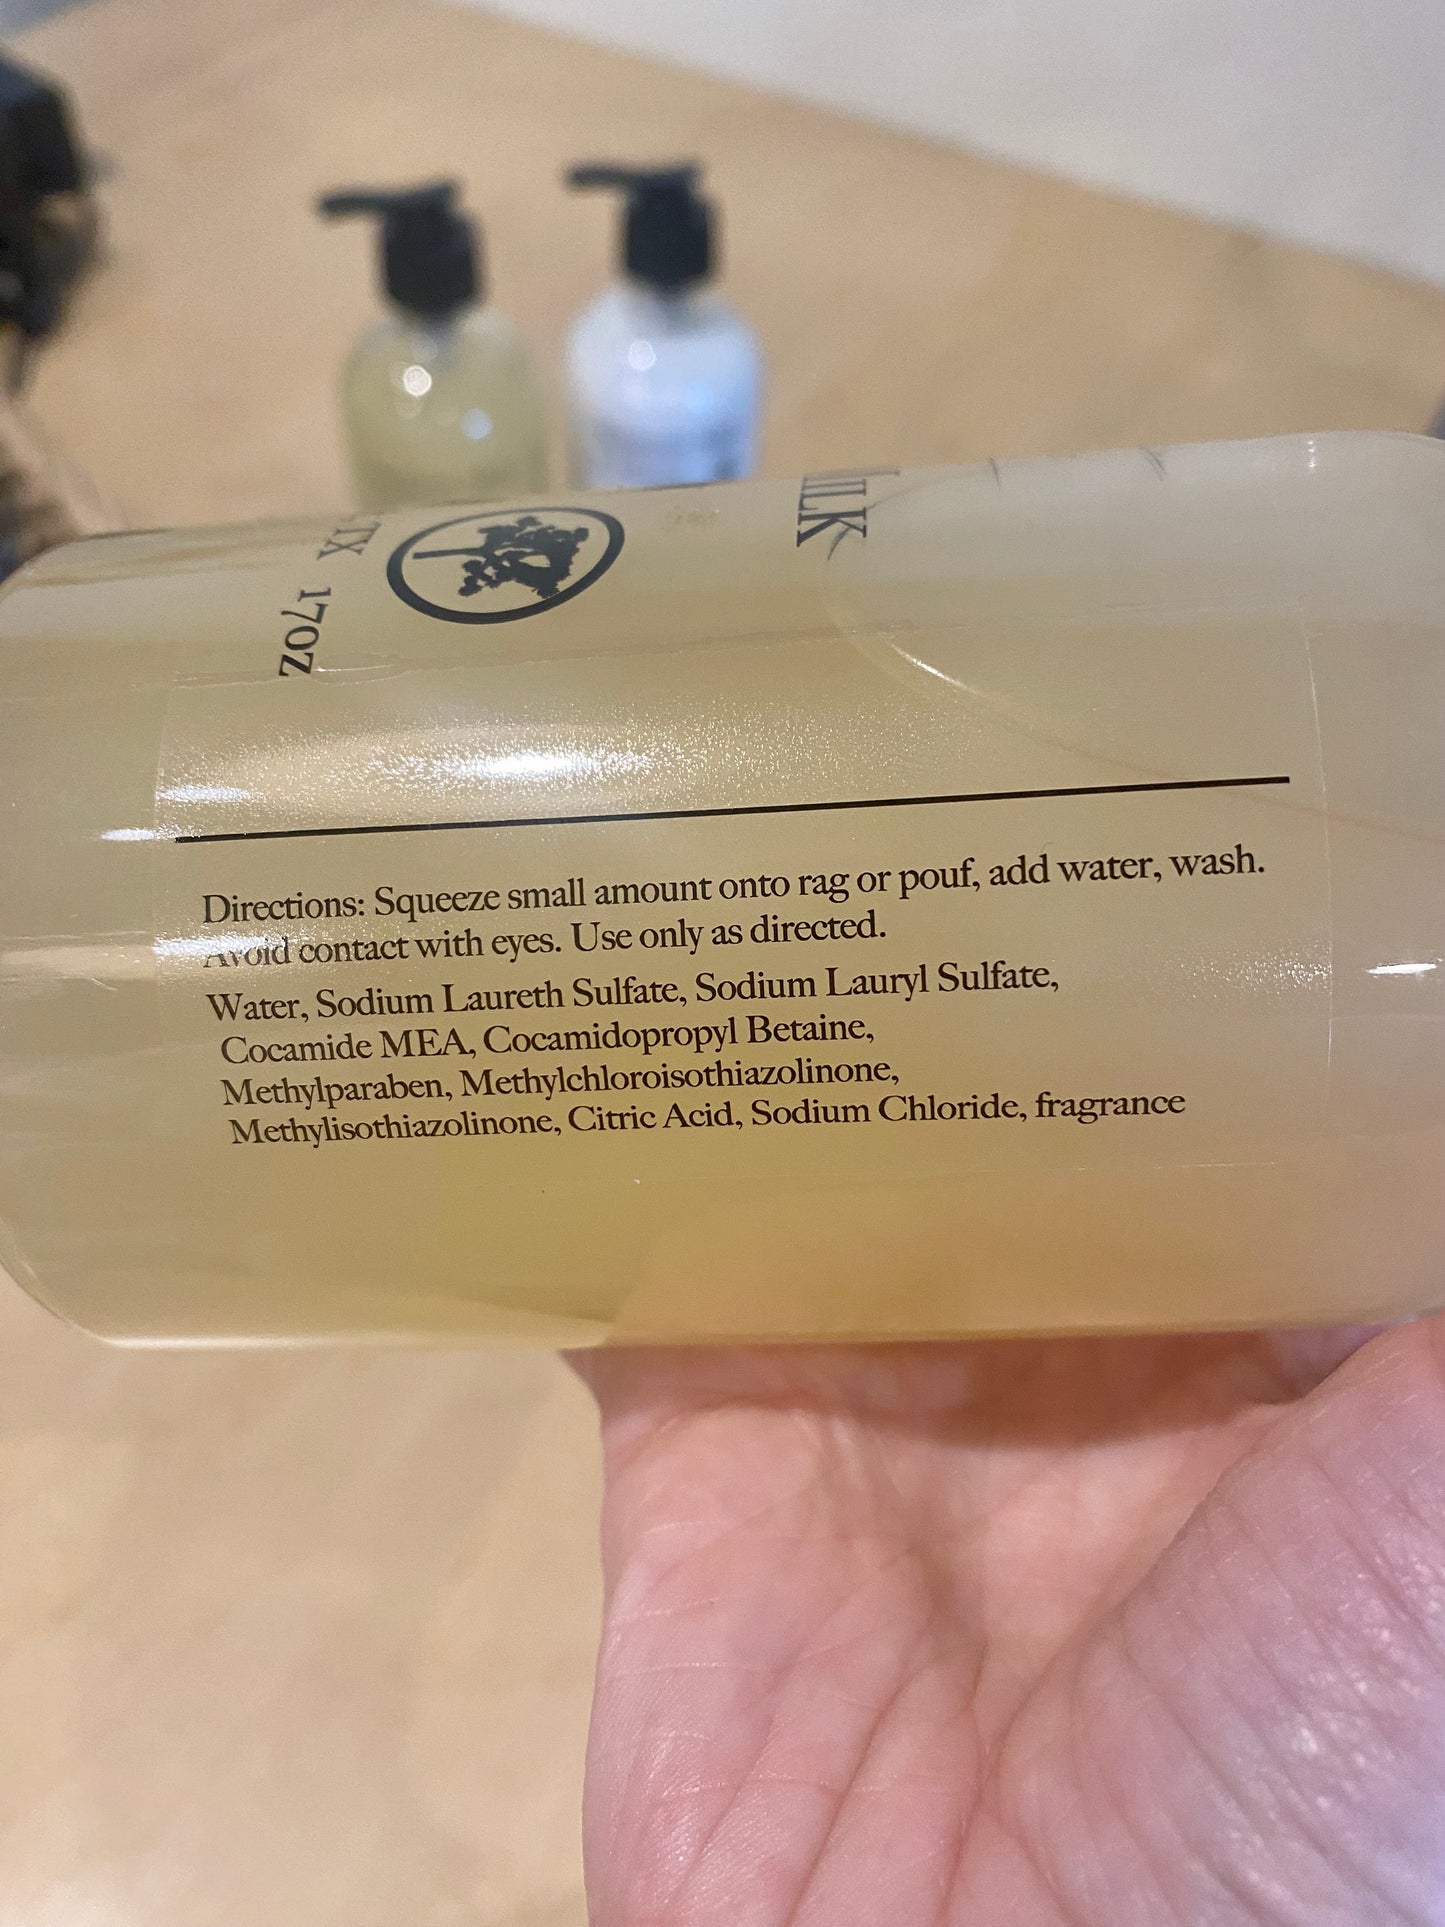 17oz
Directions: Squeeze small amount onto rag or pouf, add water, wash.
Avoid contact with eyes. Use only as directed.
Water, Sodium Laureth Sulfate, Sodium Lauryl Sulfate,
Cocamide MEA, Cocamidopropyl Betaine,
Methylparaben, Methylchloroisothiazolinone,
Methylisothiazolinone, Citric Acid, Sodium Chloride, fragrance